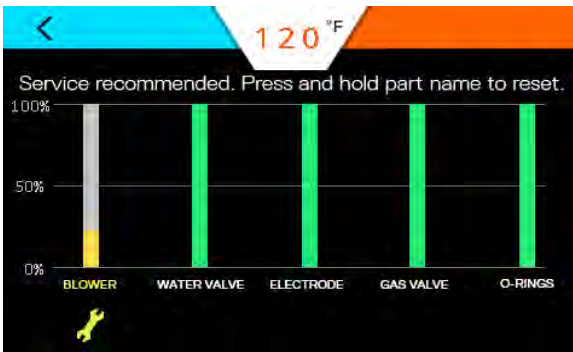 120°F
Service recommended. Press and hold part name to reset.
100%
50%
0%
BLOWER WATER VALVE ELECTRODE GAS VALVE O-RINGS